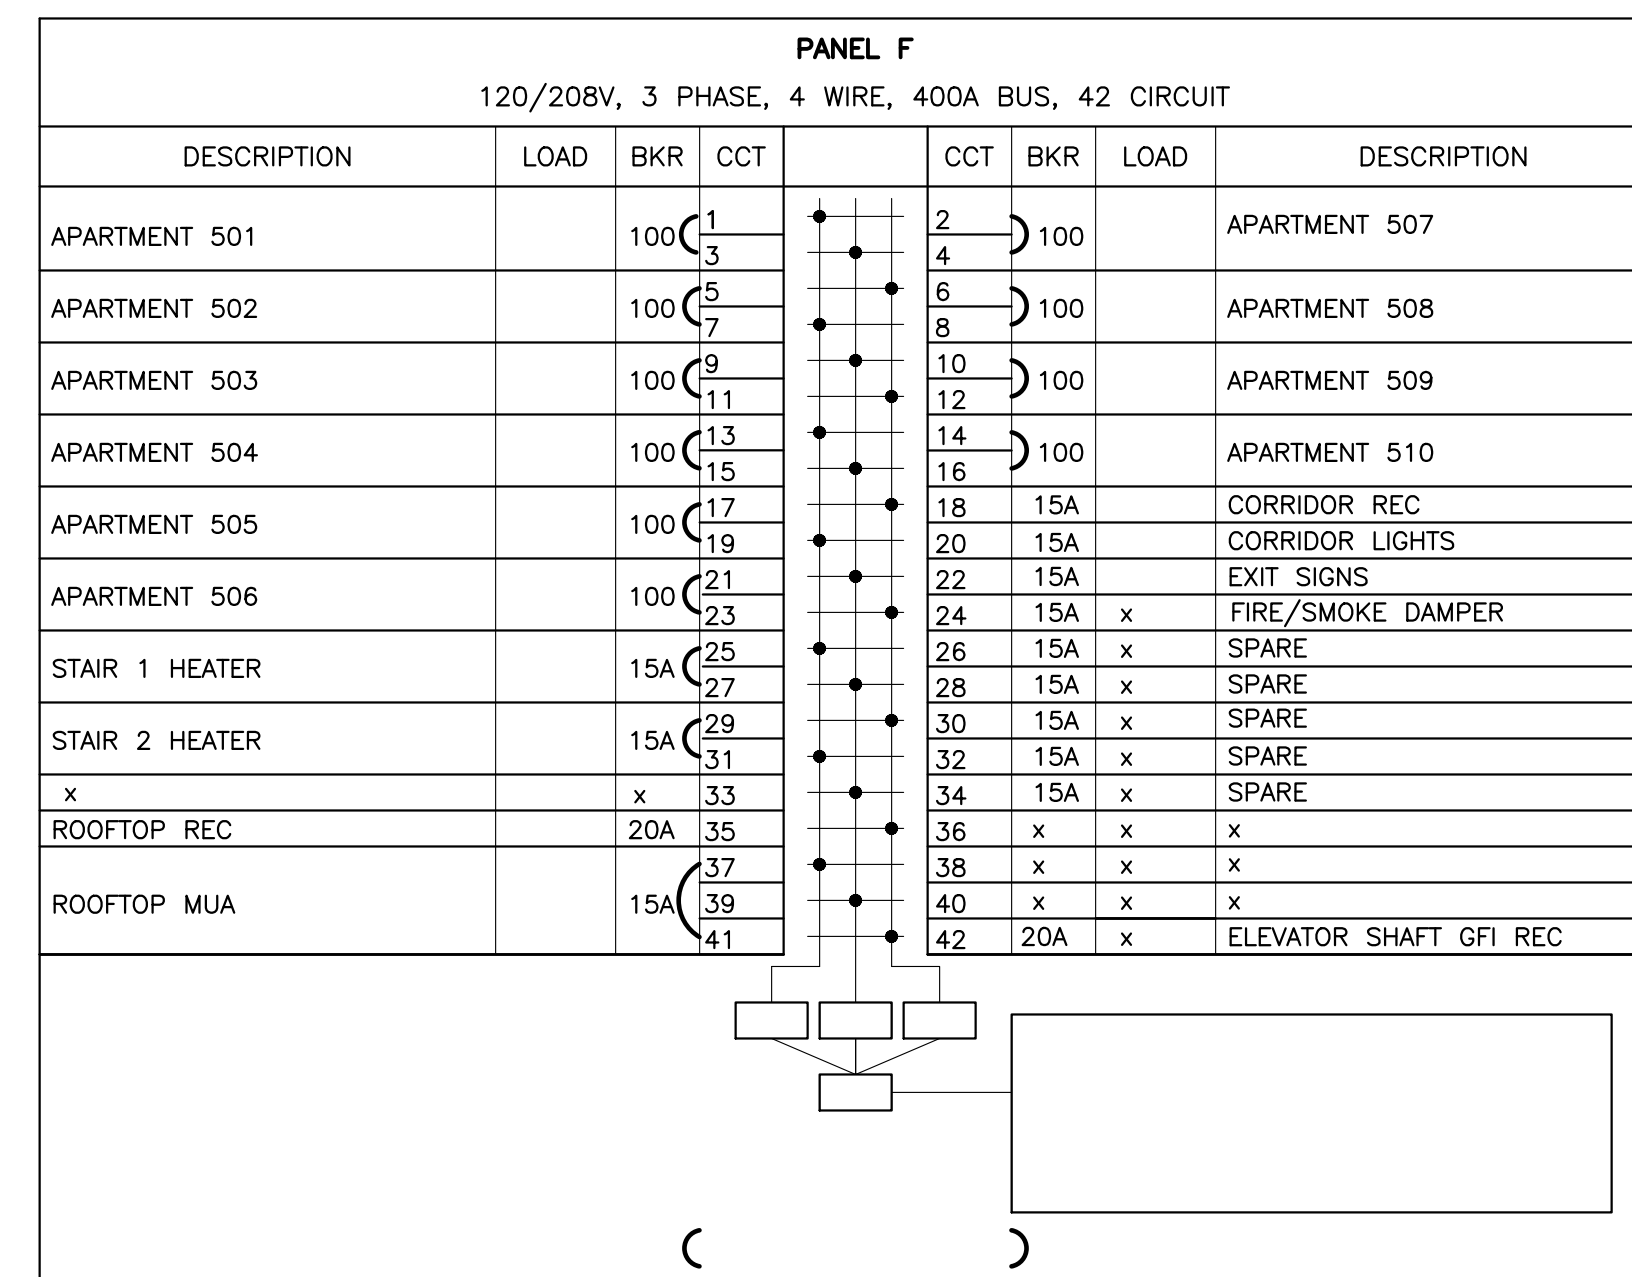 PANEL F
120/208V, 3 PHASE, 4 WIRE, 400A BUS, 42 CIRCUIT
DESCRIPTION LOAD BKR CCT CCT BKR LOAD DESCRIPTION
APARTMENT 501 100 1 3 2 4 100 APARTMENT 507
APARTMENT 502 100 5 7 6 8 100 APARTMENT 508
APARTMENT 503 100 9 11 10 12 100 APARTMENT 509
APARTMENT 504 100 13 15 14 16 100 APARTMENT 510
APARTMENT 505 100 17 19
18 15A CORRIDOR REC
20 15A CORRIDOR LIGHTS
APARTMENT 506 100 21 23
22 15A EXIT SIGNS
24 15A x FIRE/SMOKE DAMPER
STAIR 1 HEATER 15A 25 27
26 15A x SPARE
28 15A x SPARE
STAIR 2 HEATER 15A 29 31
30 15A x SPARE
32 15A x SPARE
x x 33 34 15A x SPARE
ROOFTOP REC 20A 35 36 x x x
ROOFTOP MUA 15A 37 39 41
38 x x x
40 x x x
42 20A x ELEVATOR SHAFT GFI REC